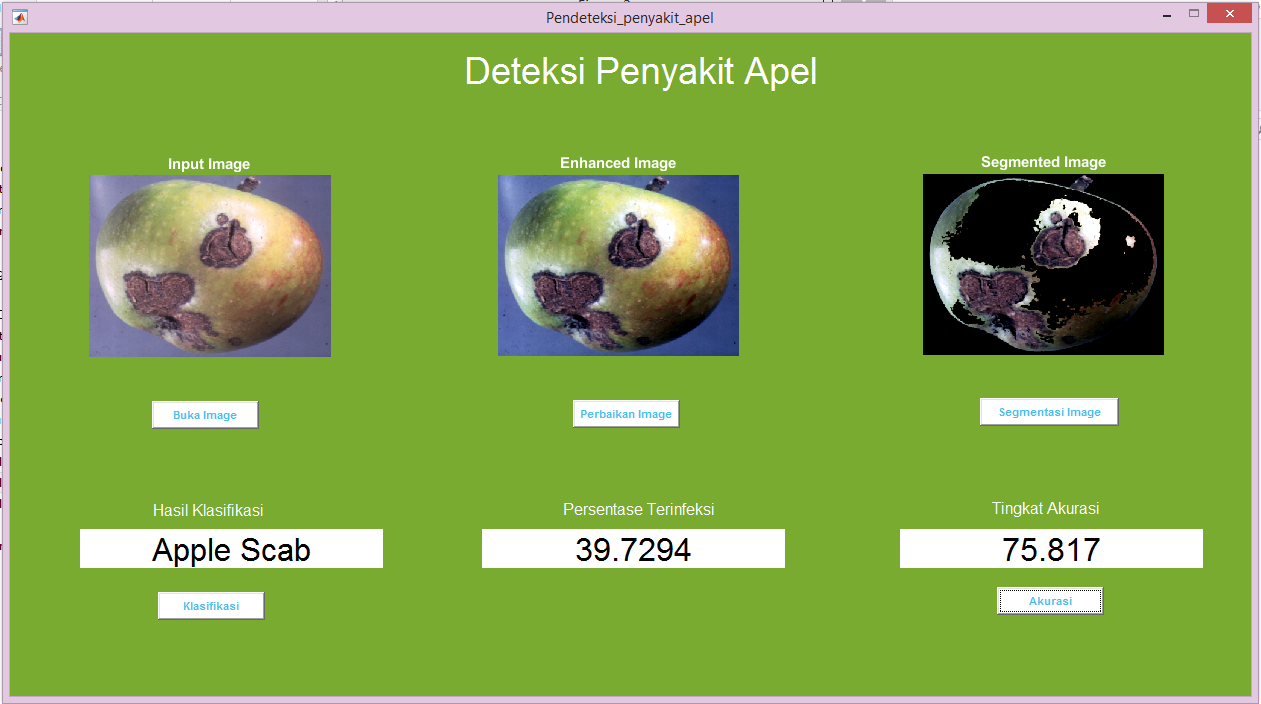 Pendeteksi_penyakit_apel
Deteksi Penyakit Apel
Input Image
Enhanced Image
Segmented Image
Buka Image
Perbaikan Image
Segmentasi Image
Hasil Klasifikasi
Persentase Terinfeksi
Tingkat Akurasi
Apple Scab
39.7294
75.817
Klasifikasi
Akurasi